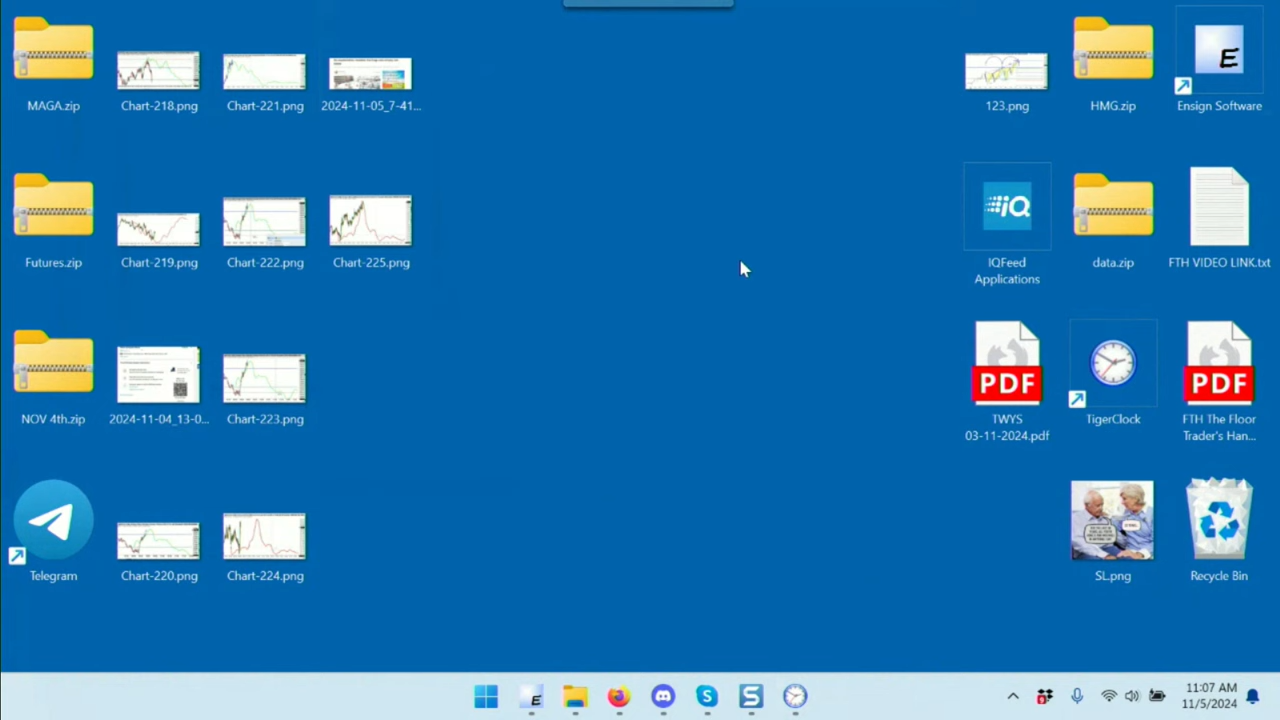 MAGA.zip
Chart-218.png
Chart-221.png
2024-11-05_7-41...
123.png
HMG.zip
E
Ensign Software
Futures.zip
Chart-219.png
Chart-222.png
Chart-225.png
iQ
IQFeed
Applications
data.zip
FTH VIDEO LINK.txt
NOV 4th.zip
2024-11-04_13-0...
Chart-223.png
PDF
TWYS
03-11-2024.pdf
TigerClock
PDF
FTH The Floor
Trader's Han...
Telegram
Chart-220.png
Chart-224.png
SL.png
Recycle Bin
E
S
S
11:07 AM
11/5/2024